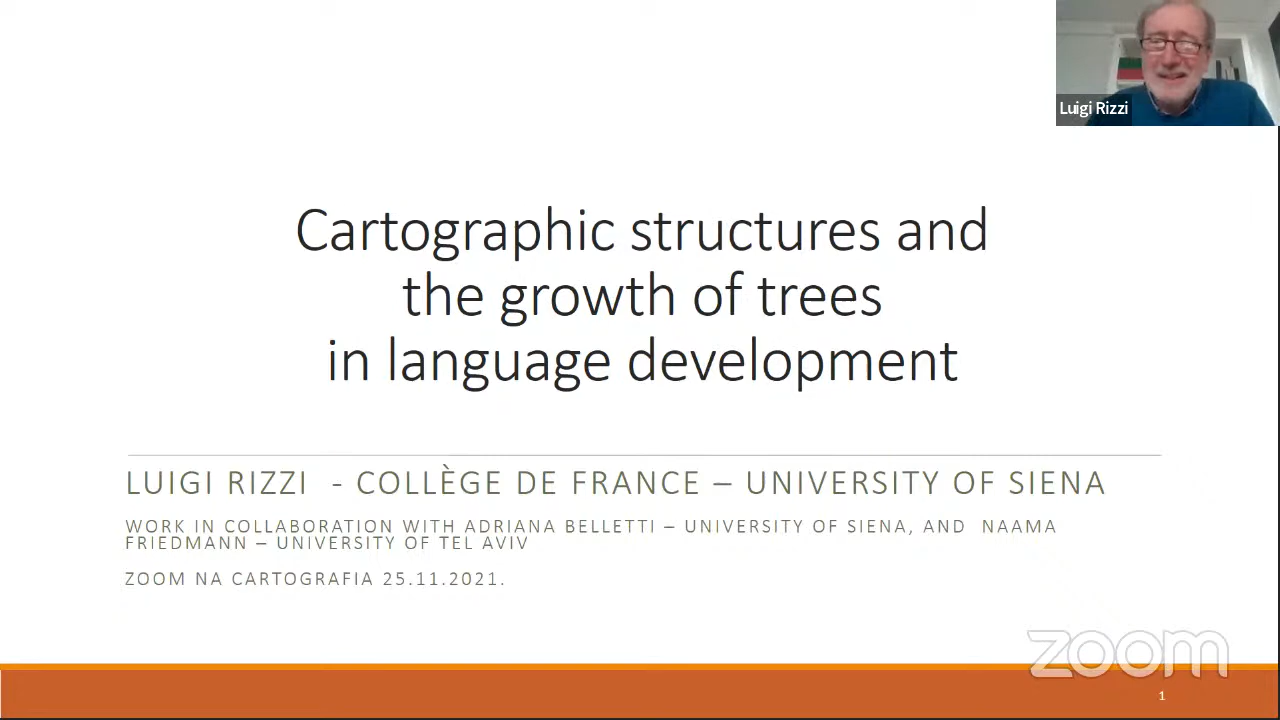 Luigi Rizzi
Cartographic structures and
the growth of trees
in language development
LUIGI RIZZI - COLLÈGE DE FRANCE – UNIVERSITY OF SIENA
WORK IN COLLABORATION WITH ADRIANA BELLETTI – UNIVERSITY OF SIENA, AND NAAMA
FRIEDMANN – UNIVERSITY OF TEL AVIV
ZOOM NA CARTOGRAFIA 25.11.2021.
zoom
1